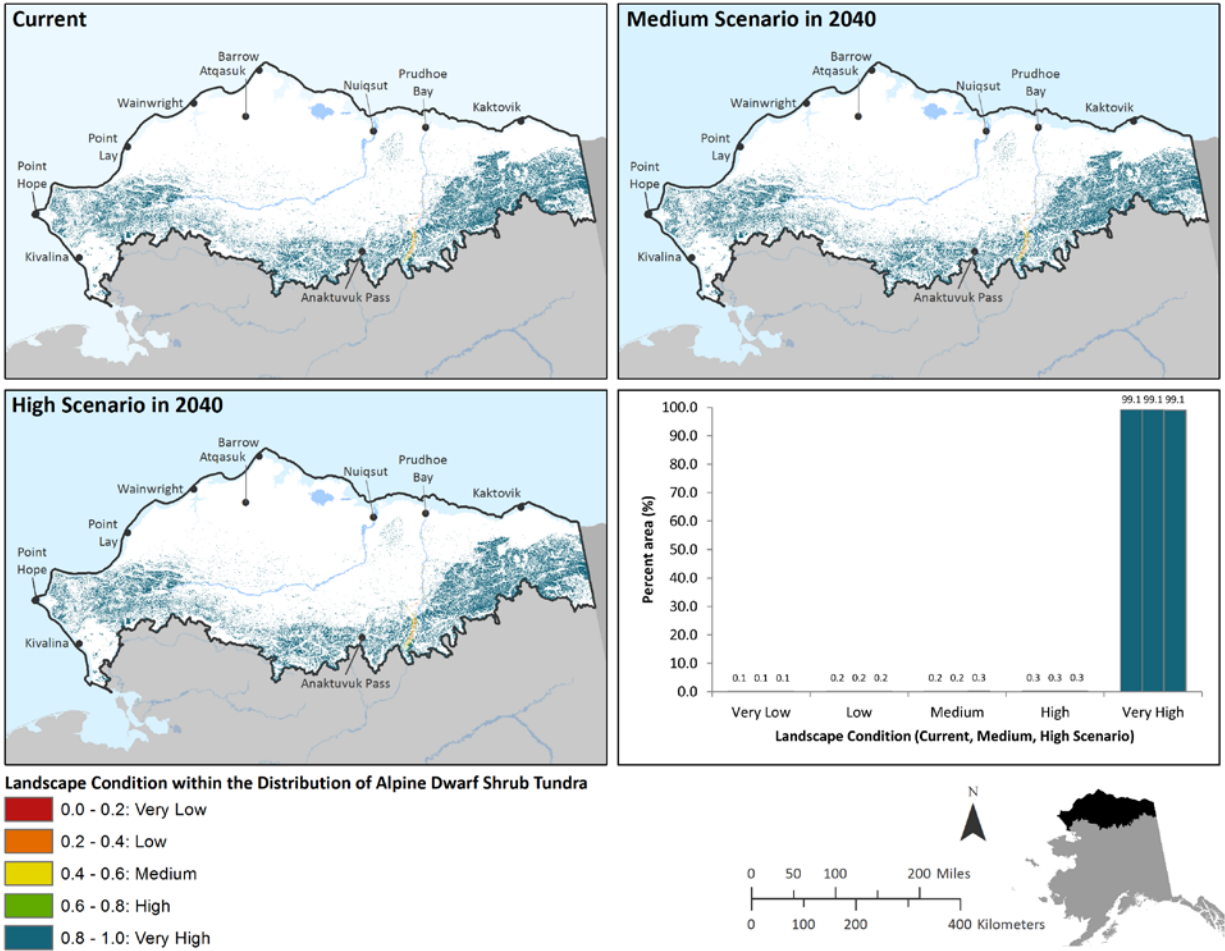 Current
Barrow
Atqasuk
Wainwright
Nuiqsut
Prudhoe
Bay
Kaktovik
Point
Lay
Point
Hope
Kivalina
Anaktuvuk Pass
Medium Scenario in 2040
Barrow
Atqasuk
Wainwright
Nuiqsut
Prudhoe
Bay
Kaktovik
Point
Lay
Point
Hope
Kivalina
Anaktuvuk Pass
High Scenario in 2040
Barrow
Atqasuk
Wainwright
Nuiqsut
Prudhoe
Bay
Kaktovik
Point
Lay
Point
Hope
Kivalina
Anaktuvuk Pass
Percent area (%)
100.0
90.0
80.0
70.0
60.0
50.0
40.0
30.0
20.0
10.0
0.0
99.1 99.1 99.1
0.1 0.1 0.1 0.2 0.2 0.2 0.2 0.2 0.3 0.3 0.3 0.3
Very Low Low Medium High Very High
Landscape Condition (Current, Medium, High Scenario)
Landscape Condition within the Distribution of Alpine Dwarf Shrub Tundra
0.0 - 0.2: Very Low
0.2 - 0.4: Low
0.4 - 0.6: Medium
0.6 - 0.8: High
0.8 - 1.0: Very High
N
0 50 100 200 Miles
0 100 200 400 Kilometers